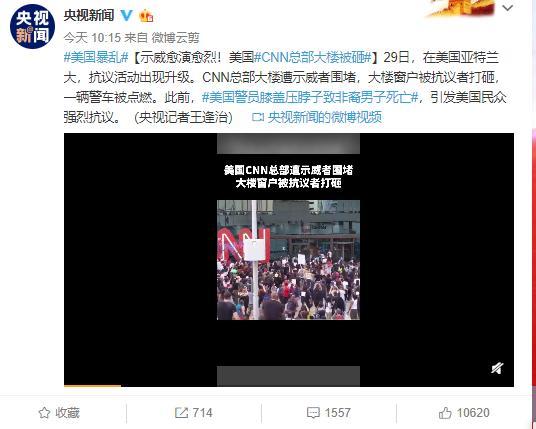 央视新闻
央视
新闻
今天 10:15 来自 微博云剪
#美国暴乱#【示威愈演愈烈！美国#CNN总部大楼被砸#】29日，在美国亚特兰
大，抗议活动出现升级。CNN总部大楼遭示威者围堵，大楼窗户被抗议者打砸，
一辆警车被点燃。此前，#美国警员膝盖压脖子致非裔男子死亡#，引发美国民众
强烈抗议。（央视记者王逢治） 央视新闻的微博视频
美国CNN总部遭示威者围堵
大楼窗户被抗议者打砸
CNN
收藏 714 1557 10620